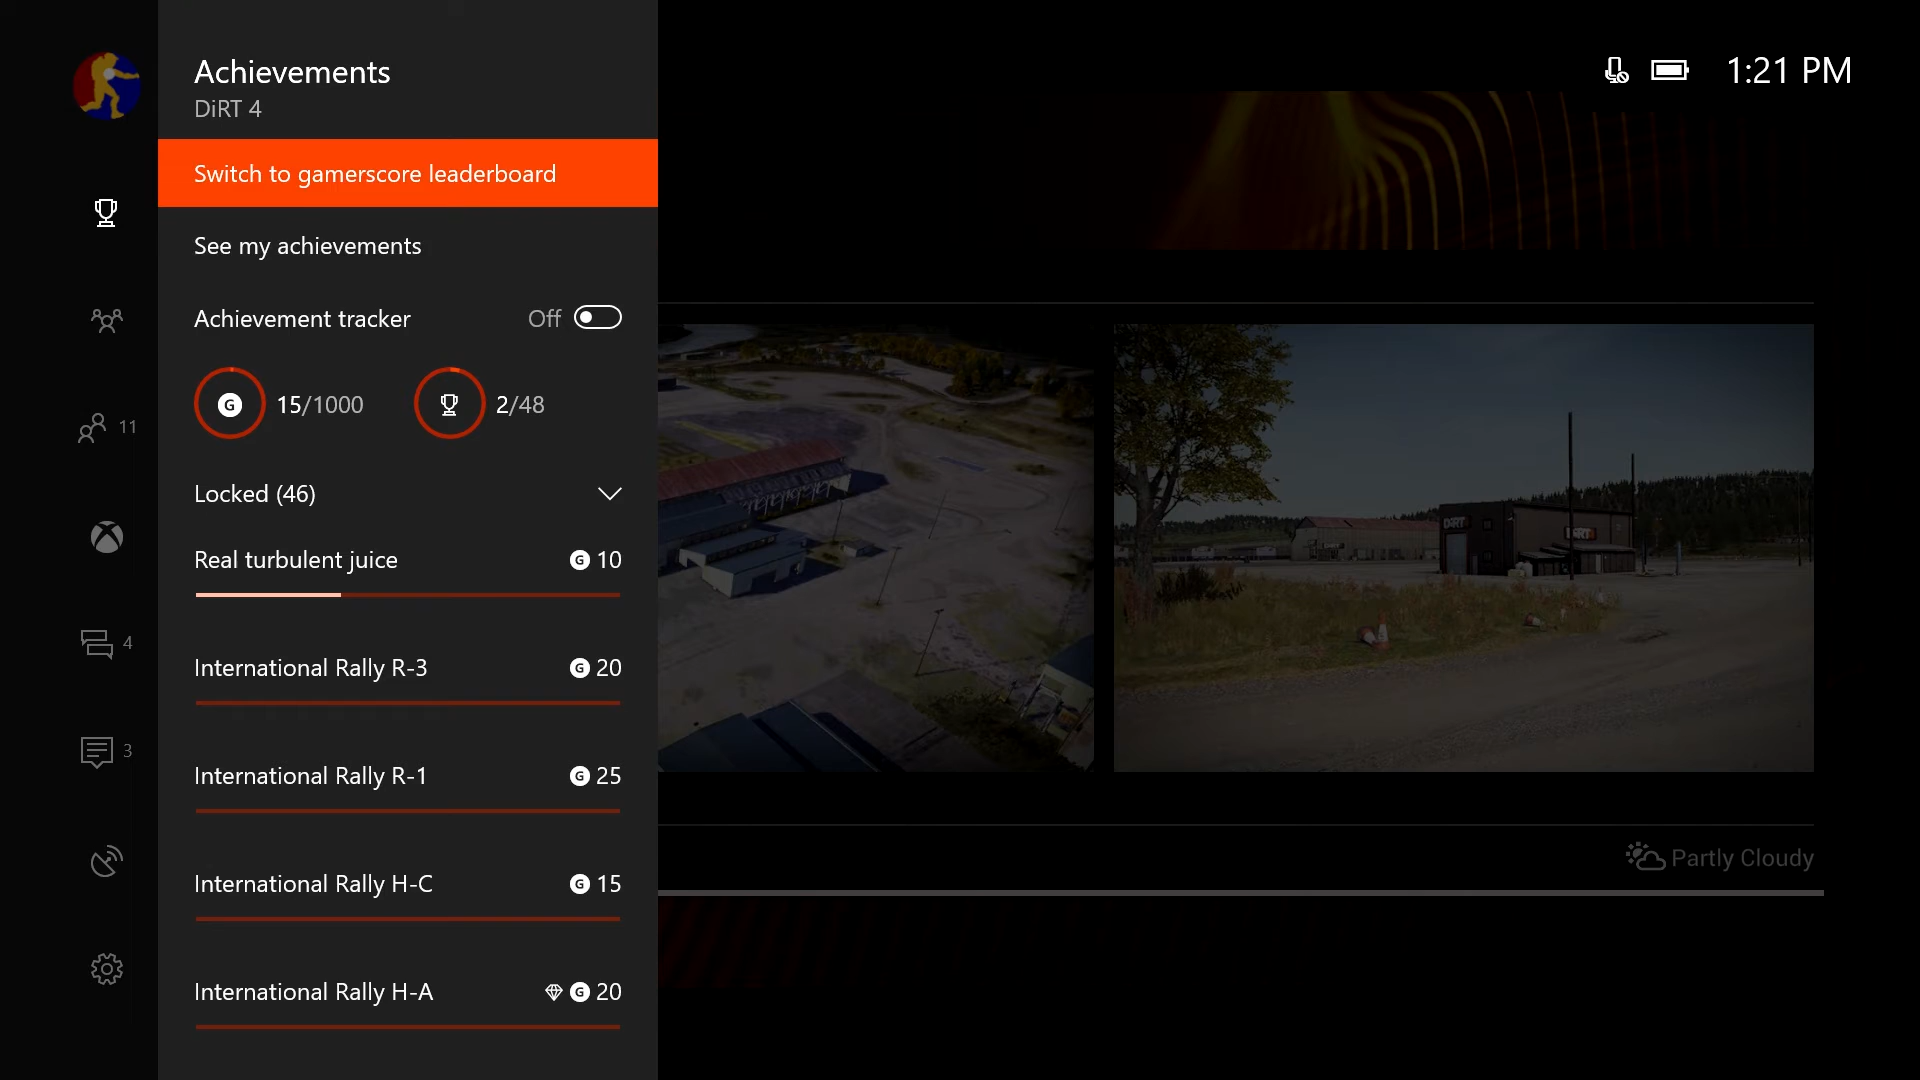 Achievements
DiRT 4
1:21 PM
Switch to gamerscore leaderboard
See my achievements
Achievement tracker Off
G 15/1000 2/48
11
Locked (46)
Real turbulent juice G 10
4
International Rally R-3 G 20
3
International Rally R-1 G 25
Partly Cloudy
International Rally H-C G 15
International Rally H-A G 20
DiRT
DiRT4